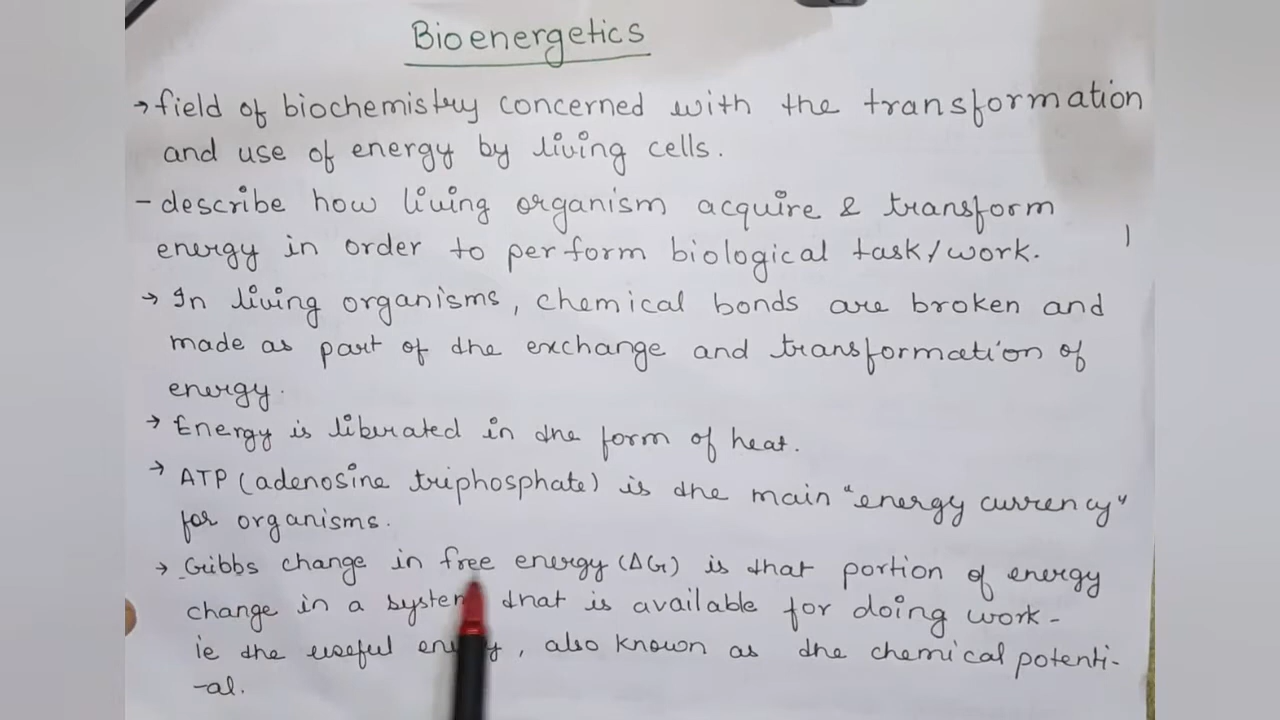 Bioenergetics
→ field of biochemistry concerned with the transformation
and use of energy by living cells.
- describe how living organism acquire & transform
energy in order to perform biological task/work.
→ In living organisms, chemical bonds are broken and
made as part of the exchange and transformation of
energy.
→ Energy is liberated in the form of heat.
→ ATP (adenosine triphosphate) is the main "energy currency"
for organisms.
→ Gibbs change in free energy (ΔG) is that portion of energy
change in a system that is available for doing work -
ie the useful energy, also known as the chemical potenti-
-al.